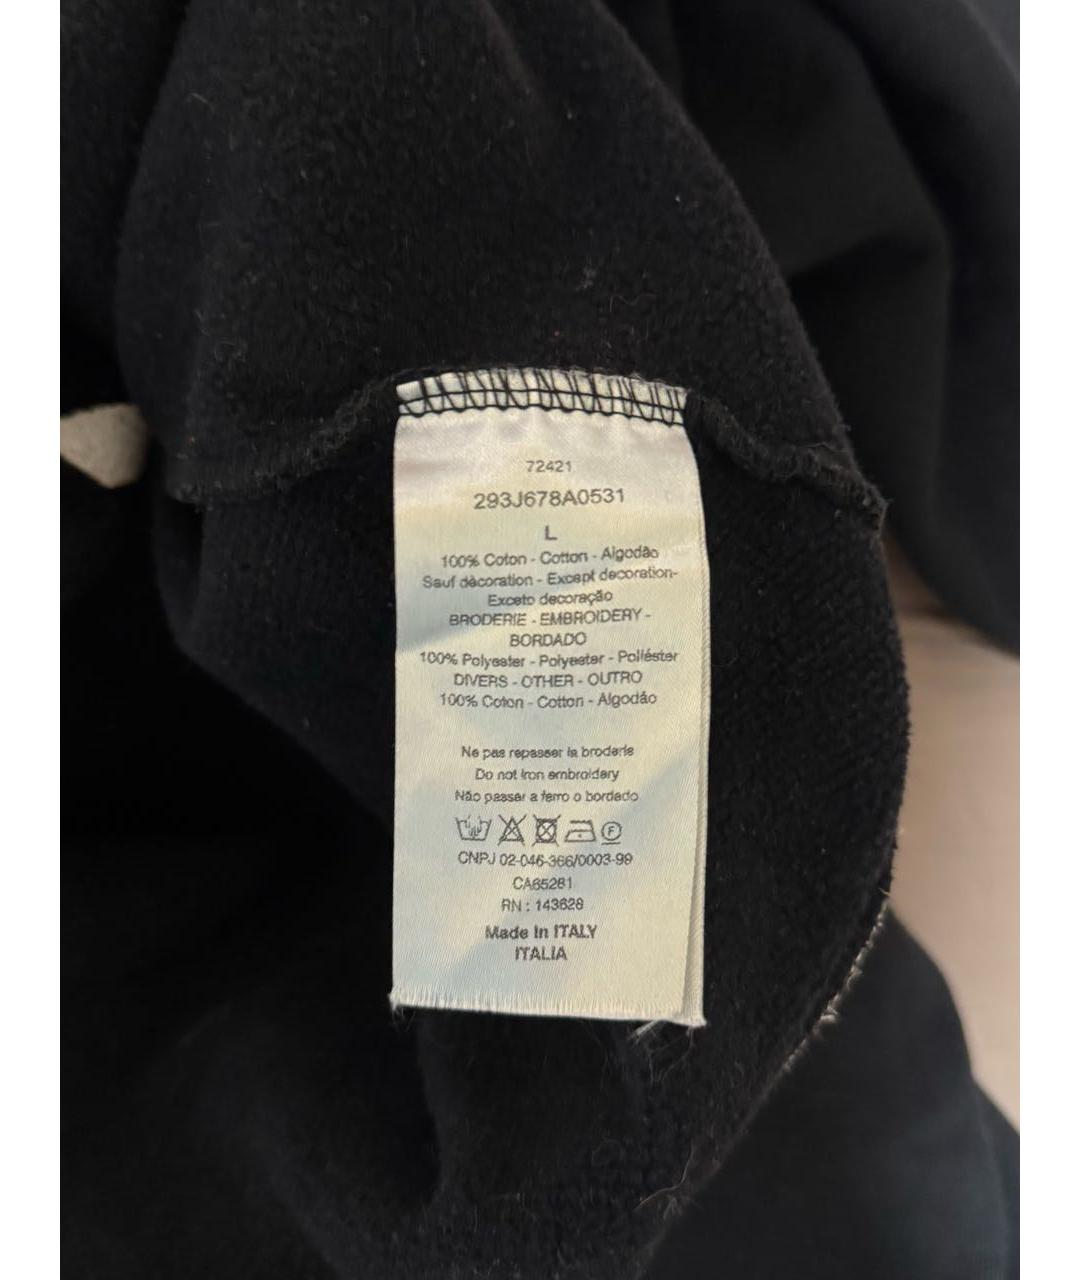 72421
293J678A0531
L
100% Coton - Cotton - Algodão
Sauf décoration - Except decoration-
Exceto decoração
BRODERIE - EMBROIDERY -
BORDADO
100% Polyester - Polyester - Poliéster
DIVERS - OTHER - OUTRO
100% Coton - Cotton - Algodão
Ne pas repasser la broderie
Do not iron embroidery
Não passar a ferro o bordado
F
CNPJ 02-046-366/0003-99
CA65281
RN : 143628
Made in ITALY
ITALIA